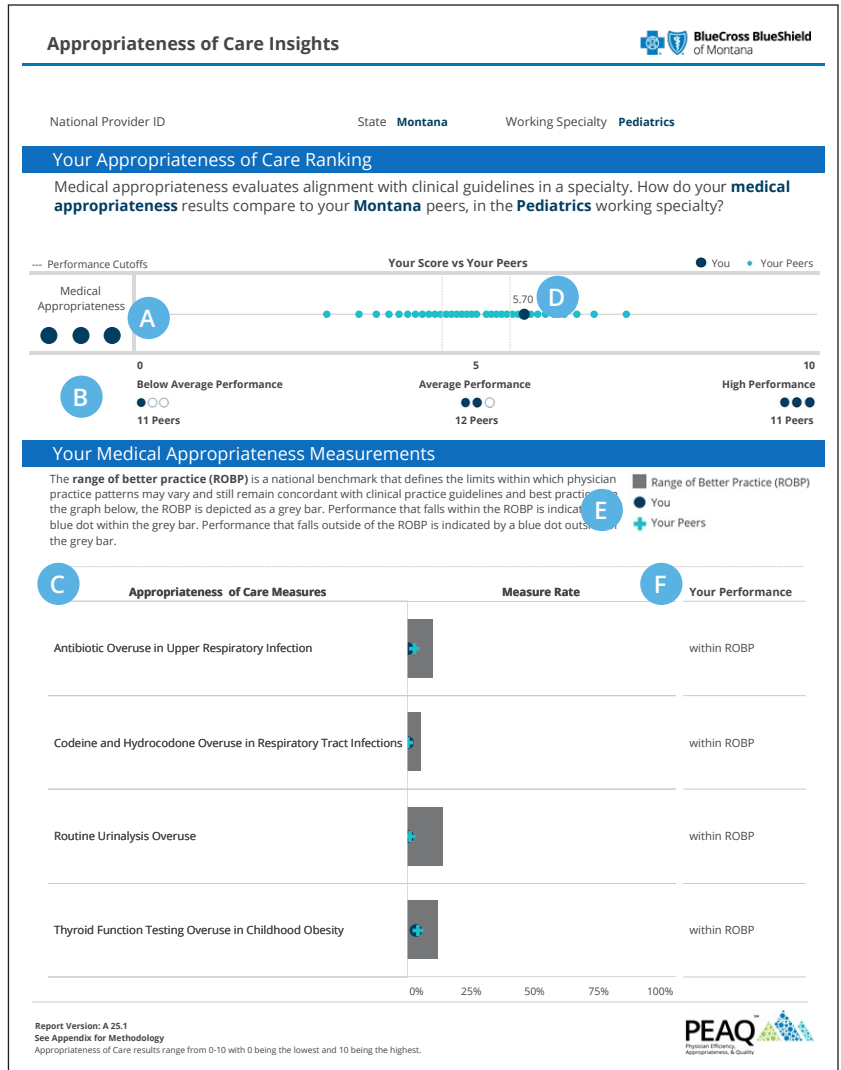 Appropriateness of Care Insights
BlueCross BlueShield
of Montana
National Provider ID State Montana Working Specialty Pediatrics
Your Appropriateness of Care Ranking
Medical appropriateness evaluates alignment with clinical guidelines in a specialty. How do your medical
appropriateness results compare to your Montana peers, in the Pediatrics working specialty?
--- Performance Cutoffs Your Score vs Your Peers You Your Peers
Medical
Appropriateness
A
5.70
D
0 5 10
B
Below Average Performance Average Performance High Performance
11 Peers 12 Peers 11 Peers
Your Medical Appropriateness Measurements
The range of better practice (ROBP) is a national benchmark that defines the limits within which physician
practice patterns may vary and still remain concordant with clinical practice guidelines and best
the graph below, the ROBP is depicted as a grey bar. Performance that falls within the ROBP is
blue dot within the grey bar. Performance that falls outside of the ROBP is indicated by a blue dot
the grey bar.
E
Range of Better Practice (ROBP)
You
Your Peers
C
Appropriateness of Care Measures Measure Rate
F
Your Performance
Antibiotic Overuse in Upper Respiratory Infection within ROBP
Codeine and Hydrocodone Overuse in Respiratory Tract Infections within ROBP
Routine Urinalysis Overuse within ROBP
Thyroid Function Testing Overuse in Childhood Obesity within ROBP
0% 25% 50% 75% 100%
Report Version: A 25.1
See Appendix for Methodology
Appropriateness of Care results range from 0-10 with 0 being the lowest and 10 being the highest.
PEAQ™
Physician Efficiency,
Appropriateness, & Quality